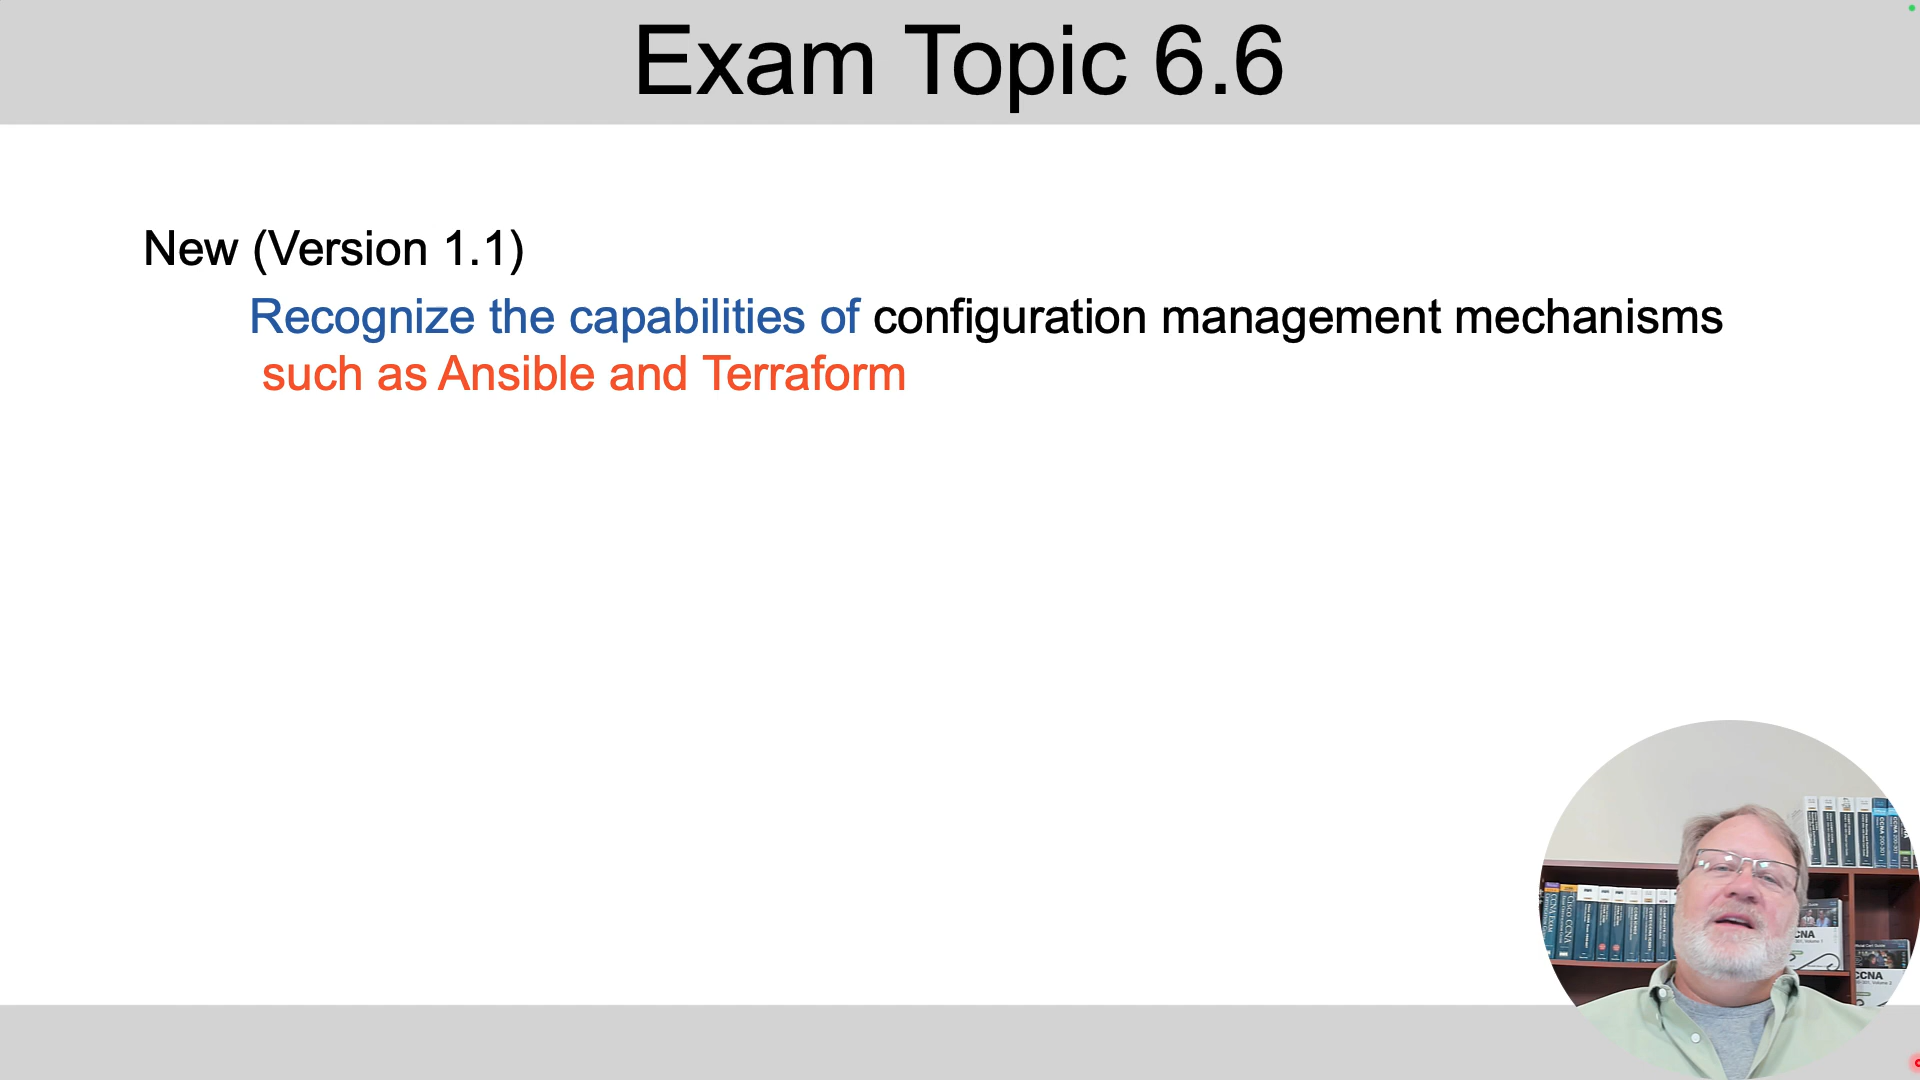 Exam Topic 6.6
New (Version 1.1)
Recognize the capabilities of configuration management mechanisms
such as Ansible and Terraform
CCNA